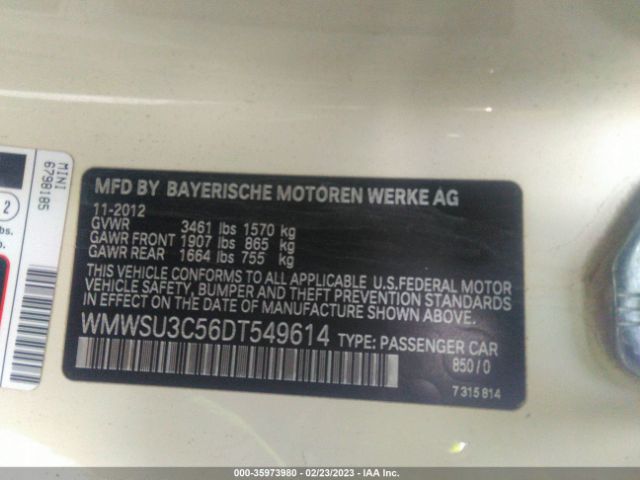 MINI
6798185
2
lbs.
MFD BY BAYERISCHE MOTOREN WERKE AG
11-2012
GVWR 3461 lbs 1570 kg
GAWR FRONT 1907 lbs 865 kg
GAWR REAR 1664 lbs 755 kg
THIS VEHICLE CONFORMS TO ALL APPLICABLE U.S.FEDERAL MOTOR
VEHICLE SAFETY, BUMPER AND THEFT PREVENTION STANDARDS
IN EFFECT ON THE DATE OF MANUFACTURE SHOWN ABOVE.
WMWSU3C56DT549614 TYPE: PASSENGER CAR
850 / 0
7 315 814
000-35973980 - 02/23/2023 - IAA Inc.